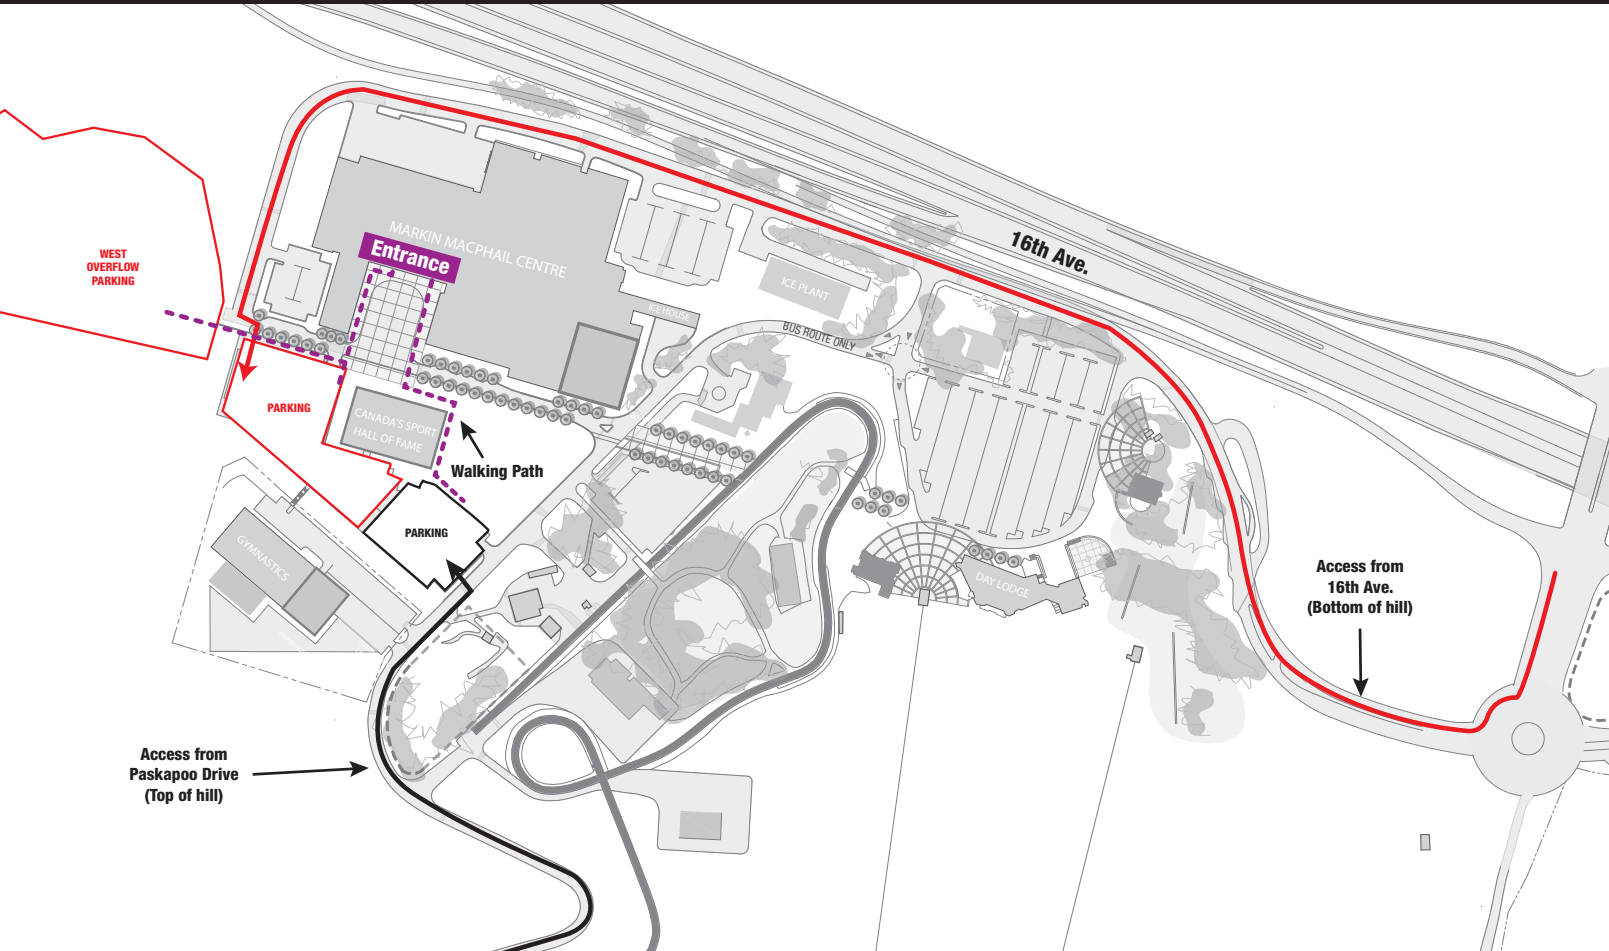 16th Ave.
MARKIN MACPHAIL CENTRE
Entrance
WEST
OVERFLOW
PARKING
ICE PLANT
ICE HOUSE
BUS ROUTE ONLY
PARKING
CANADA'S SPORT
HALL OF FAME
Walking Path
PARKING
GYMNASTICS
DAY LODGE
Access from
16th Ave.
(Bottom of hill)
Access from
Paskapoo Drive
(Top of hill)